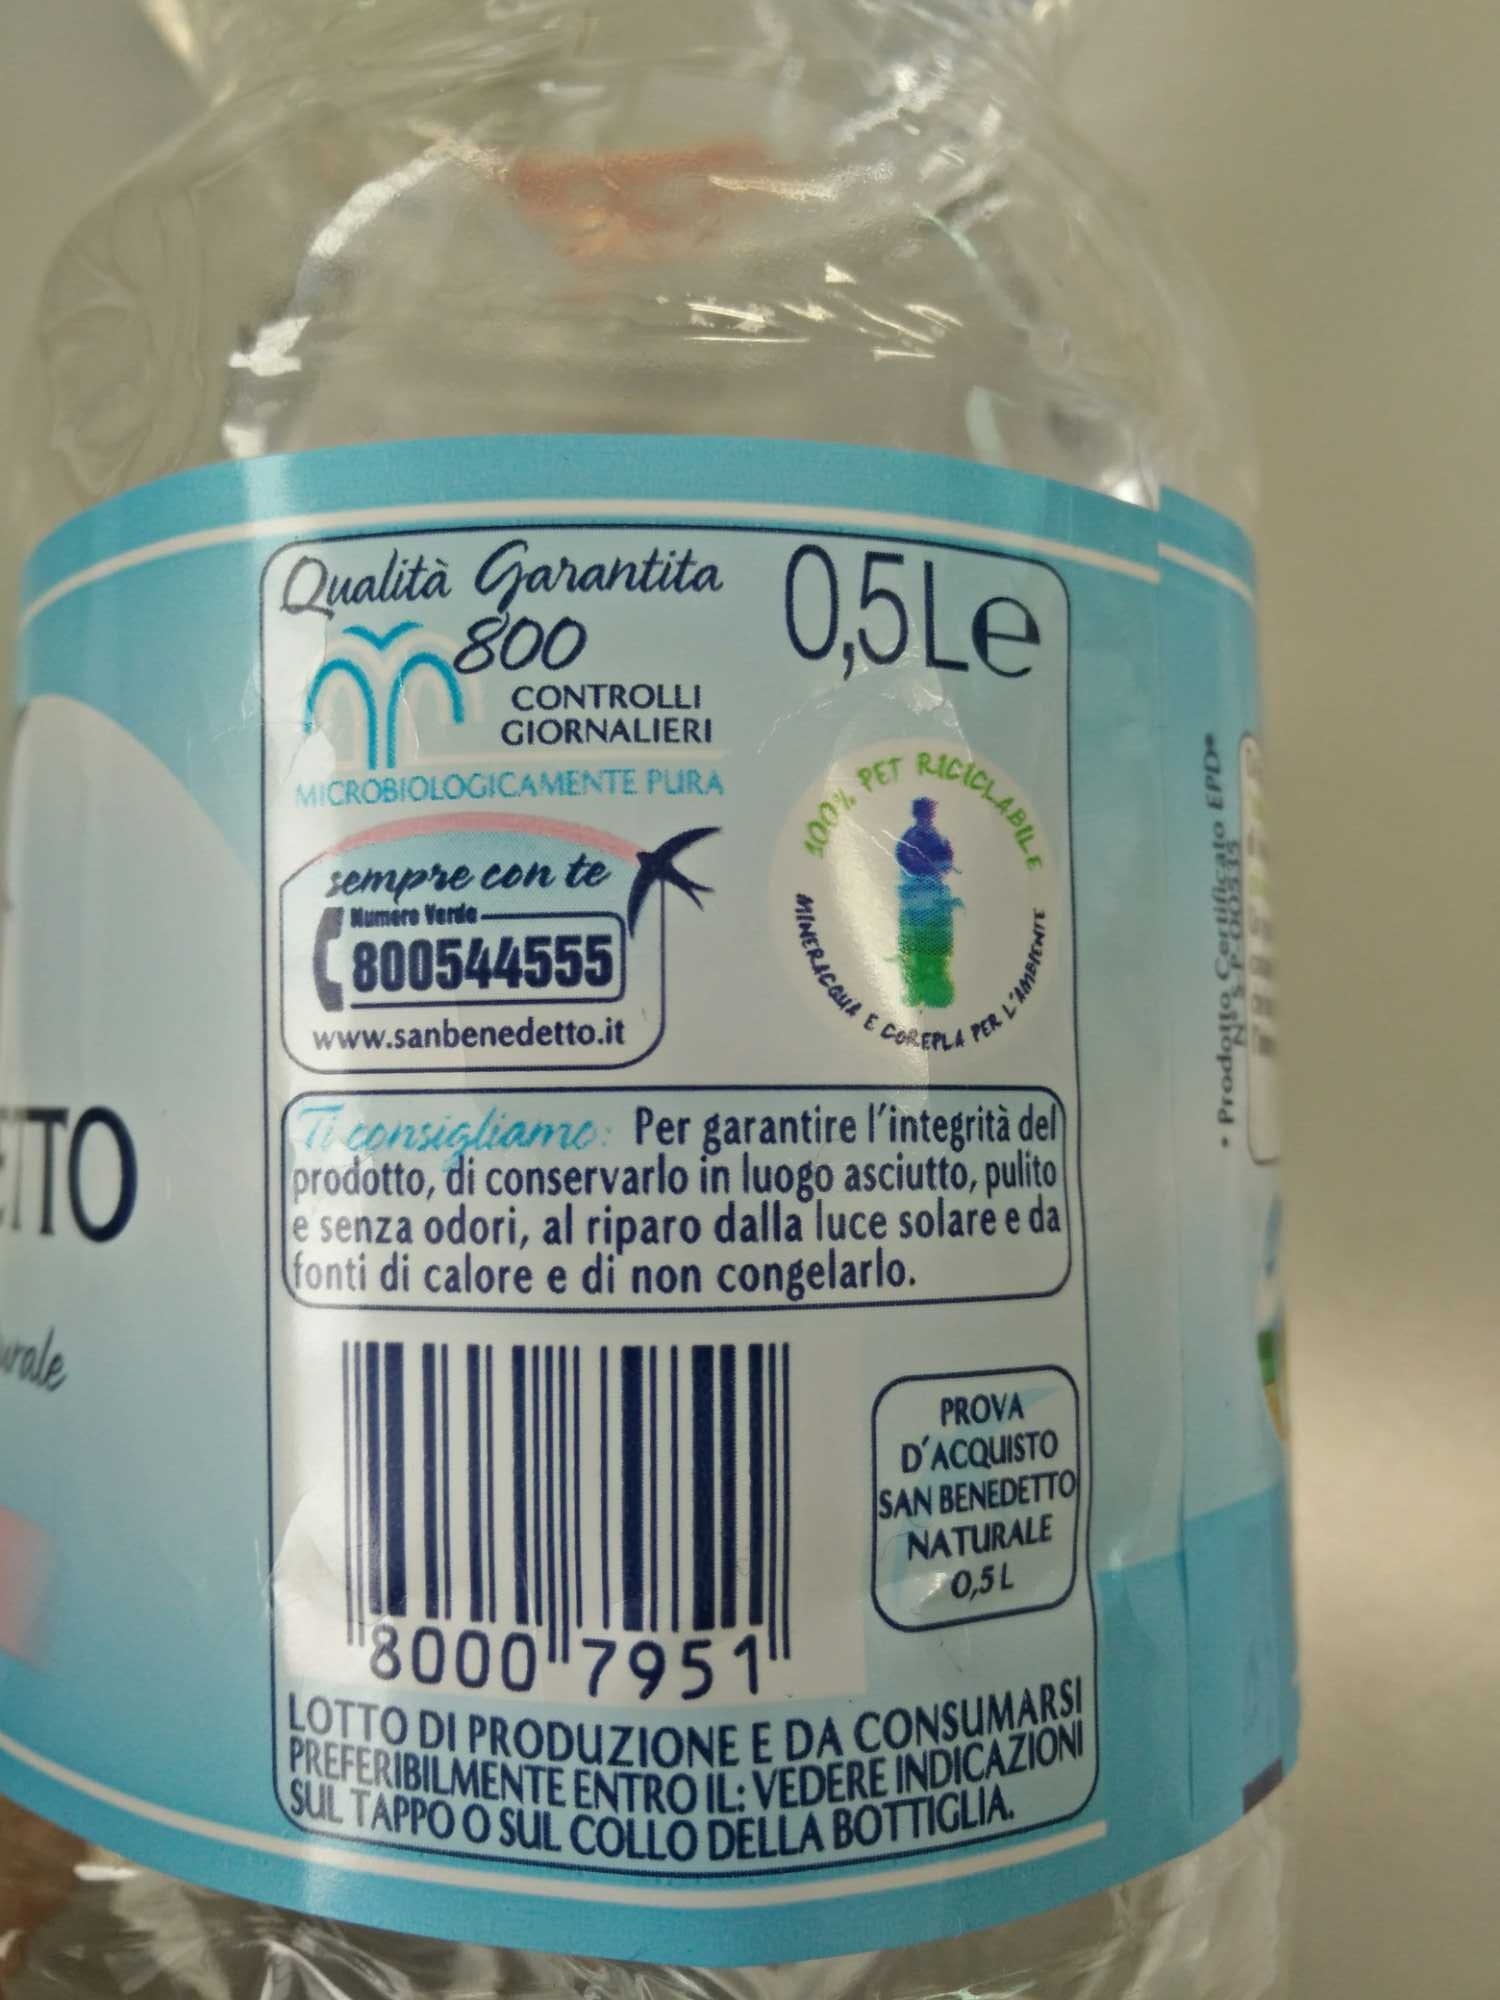 Qualità Garantita
800
CONTROLLI
GIORNALIERI
MICROBIOLOGICAMENTE PURA
0,5L℮
sempre con te
Numero Verde
800544555
www.sanbenedetto.it
100% PET RICICLABILE
MINERACQUA E COREPLA PER L'AMBIENTE
Ti consigliamo: Per garantire l'integrità del
prodotto, di conservarlo in luogo asciutto, pulito
e senza odori, al riparo dalla luce solare e da
fonti di calore e di non congelarlo.
8000 7951
PROVA
D'ACQUISTO
SAN BENEDETTO
NATURALE
0,5 L
LOTTO DI PRODUZIONE E DA CONSUMARSI
PREFERIBILMENTE ENTRO IL: VEDERE INDICAZIONI
SUL TAPPO O SUL COLLO DELLA BOTTIGLIA.
ETTO
urale
• Prodotto Certificato EPD®
N° S-P-00535